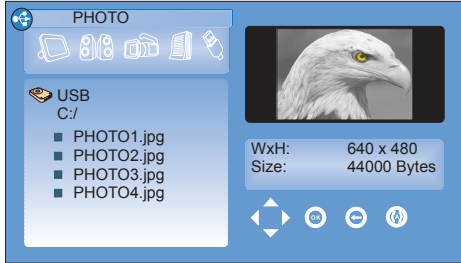 PHOTO
USB
C:/
PHOTO1.jpg
PHOTO2.jpg
PHOTO3.jpg
PHOTO4.jpg
WxH: 640 x 480
Size: 44000 Bytes
OK